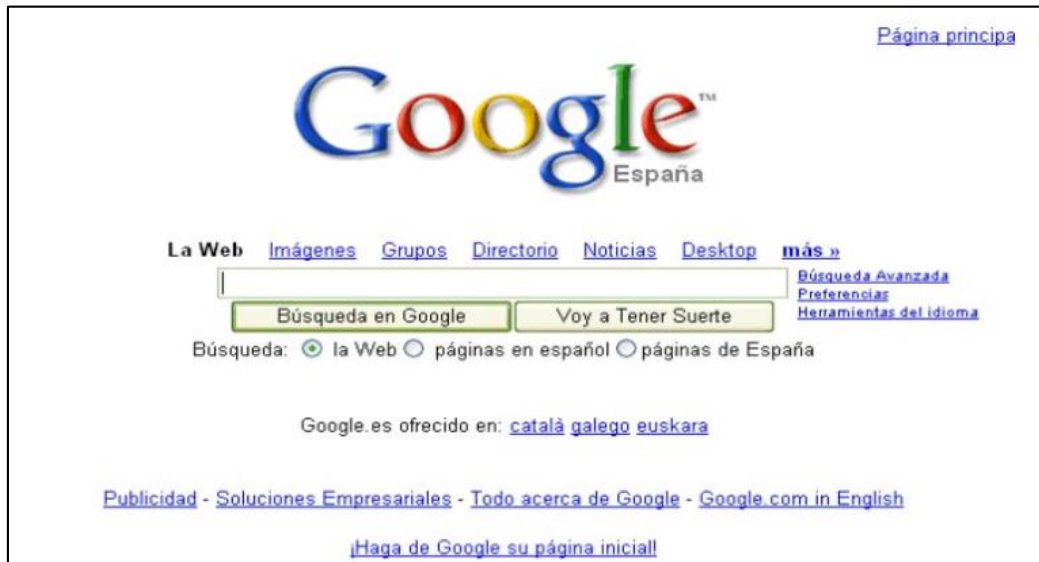 Página principa
Google™
España
La Web Imágenes Grupos Directorio Noticias Desktop más »
Búsqueda Avanzada
Preferencias
Herramientas del idioma
Búsqueda en Google Voy a Tener Suerte
Búsqueda: la Web páginas en español páginas de España
Google.es ofrecido en: català galego euskara
Publicidad - Soluciones Empresariales - Todo acerca de Google - Google.com in English
¡Haga de Google su página inicial!